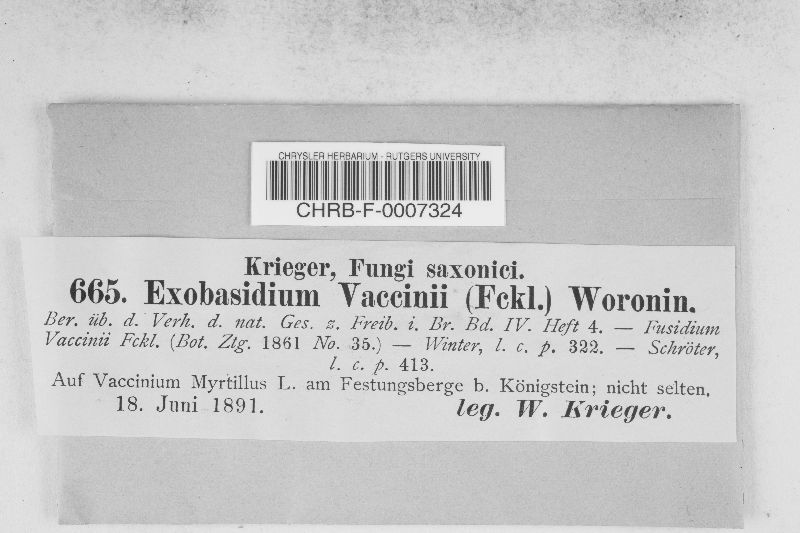 CHRYSLER HERBARIUM - RUTGERS UNIVERSITY
CHRB-F-0007324
Krieger, Fungi saxonici.
665. Exobasidium Vaccinii (Fckl.) Woronin.
Ber. üb. d. Verh. d. nat. Ges. z. Freib. i. Br. Bd. IV. Heft 4. — Fusidium
Vaccinii Fckl. (Bot. Ztg. 1861 No. 35.) — Winter, l. c. p. 322. — Schröter,
l. c. p. 413.
Auf Vaccinium Myrtillus L. am Festungsberge b. Königstein; nicht selten,
18. Juni 1891. leg. W. Krieger.